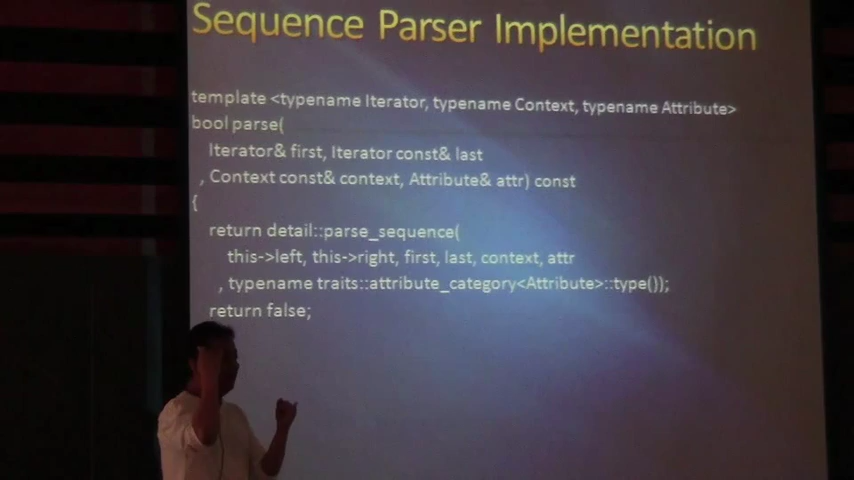 Sequence Parser Implementation
template <typename Iterator, typename Context, typename Attribute>
bool parse(
Iterator& first, Iterator const& last
, Context const& context, Attribute& attr) const
{
return detail::parse_sequence(
this->left, this->right, first, last, context, attr
, typename traits::attribute_category<Attribute>::type());
return false;